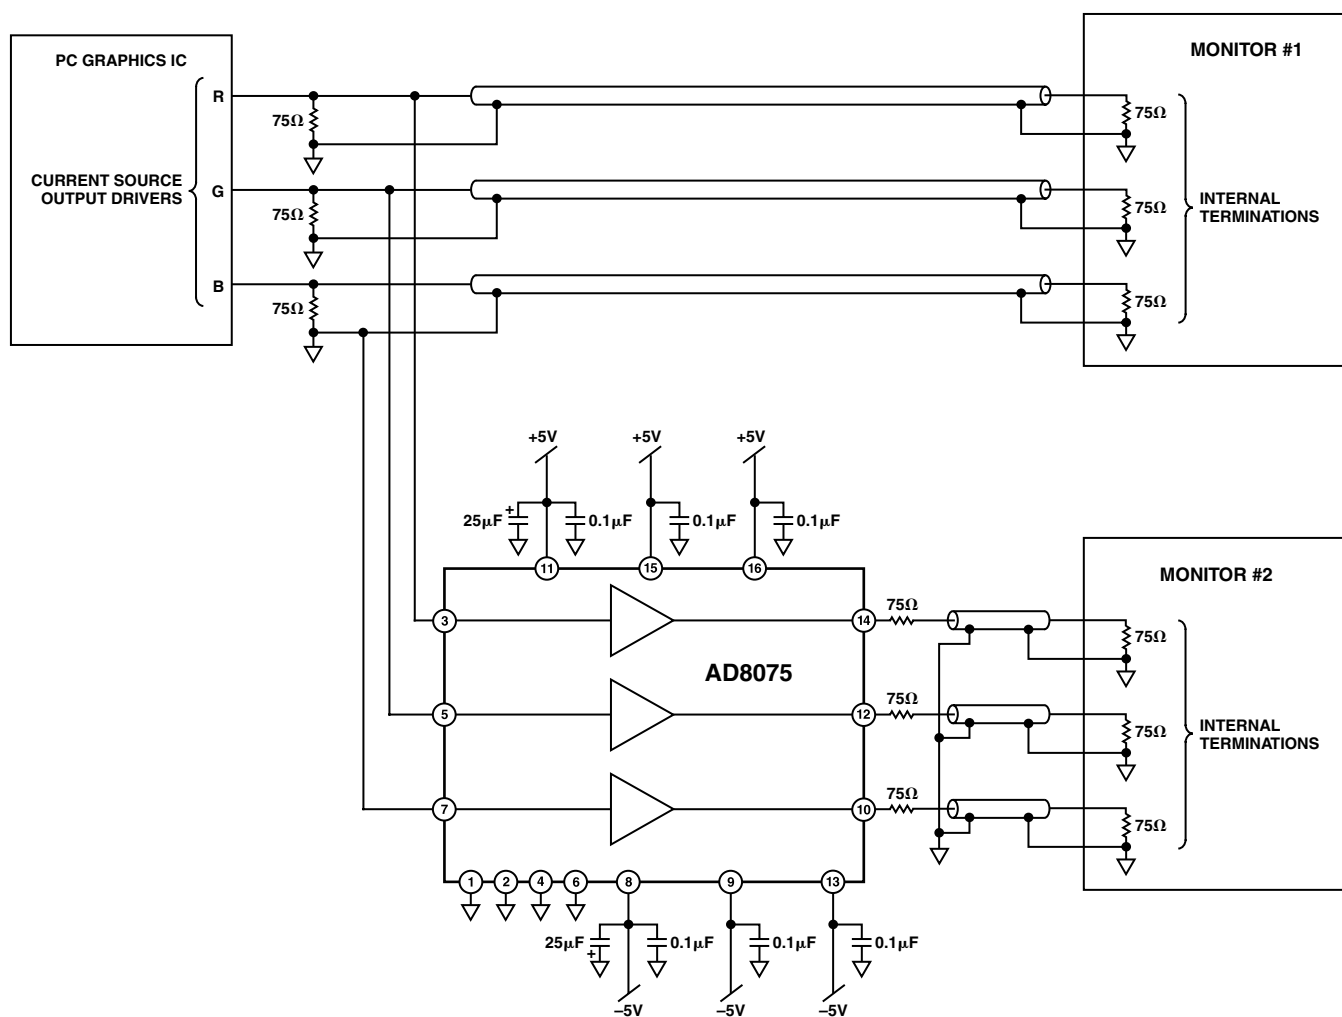 PC GRAPHICS IC
MONITOR #1
R
75Ω
75Ω
CURRENT SOURCE
OUTPUT DRIVERS
G
75Ω
75Ω
INTERNAL
TERMINATIONS
B
75Ω
75Ω
+5V
+5V
+5V
+
25μF
0.1μF
0.1μF
0.1μF
11
15
16
MONITOR #2
3
14
75Ω
75Ω
AD8075
5
12
75Ω
75Ω
INTERNAL
TERMINATIONS
7
10
75Ω
75Ω
1
2
4
6
8
9
13
25μF
+
0.1μF
0.1μF
0.1μF
–5V
–5V
–5V